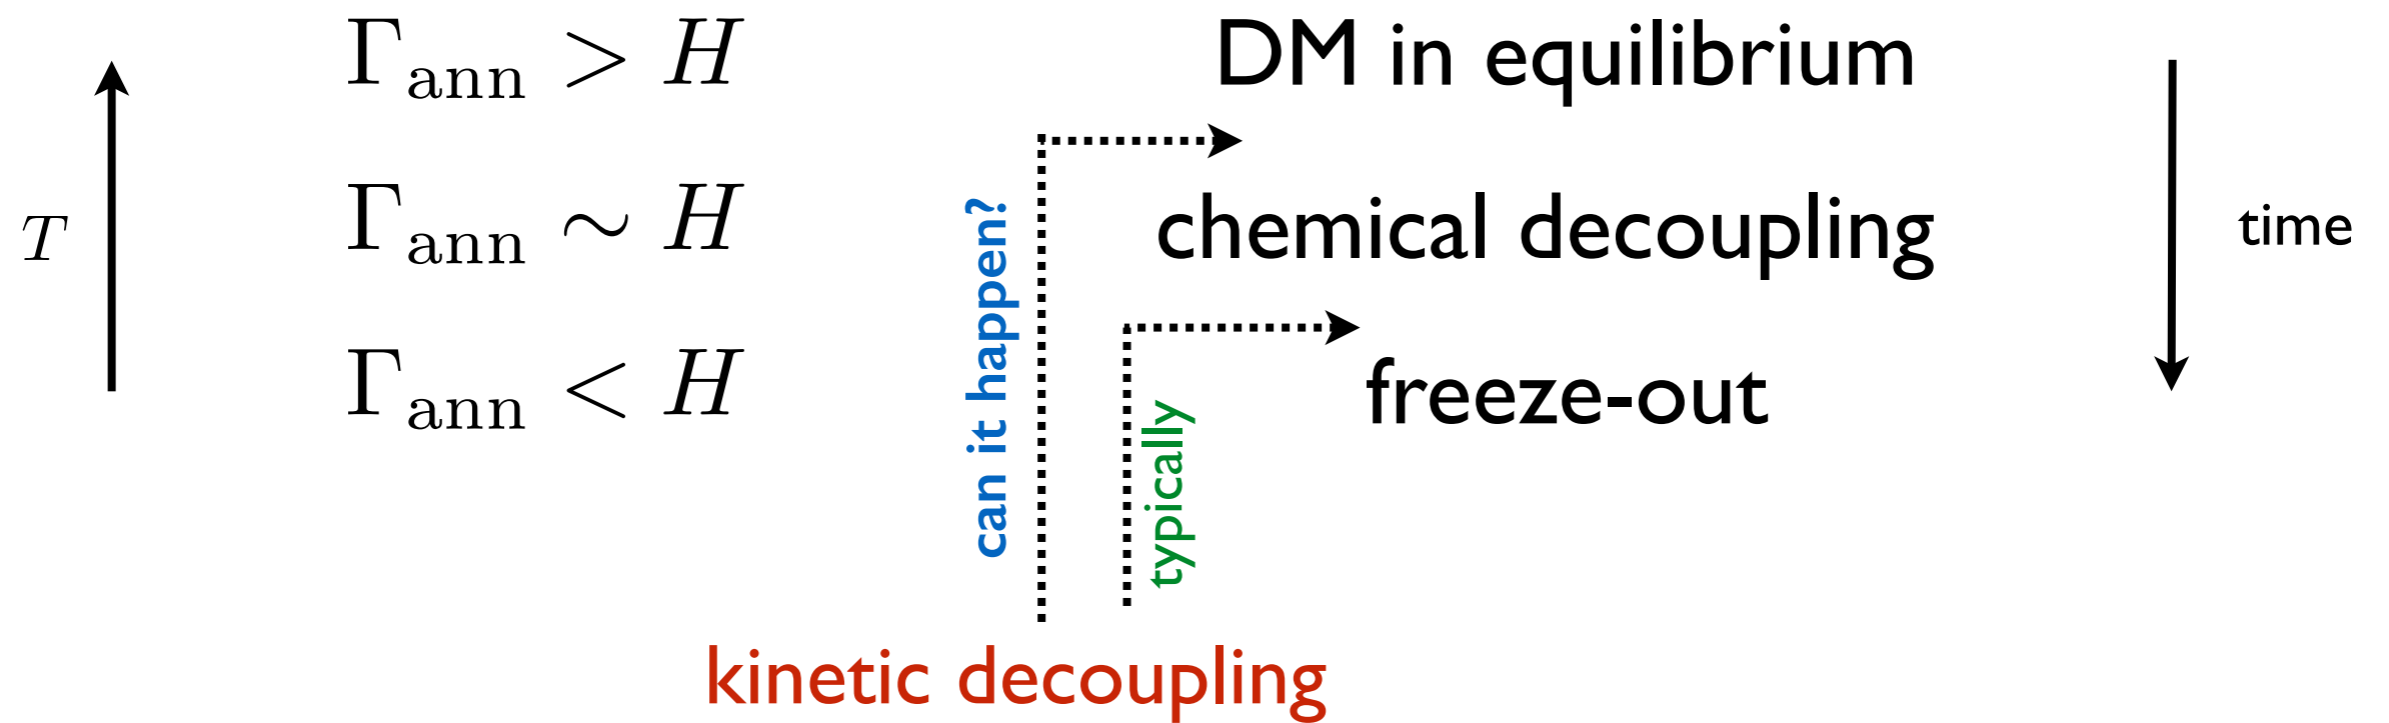 Γ_ann > H DM in equilibrium
T Γ_ann ∼ H chemical decoupling time
can it happen?
Γ_ann < H freeze-out
typically
kinetic decoupling